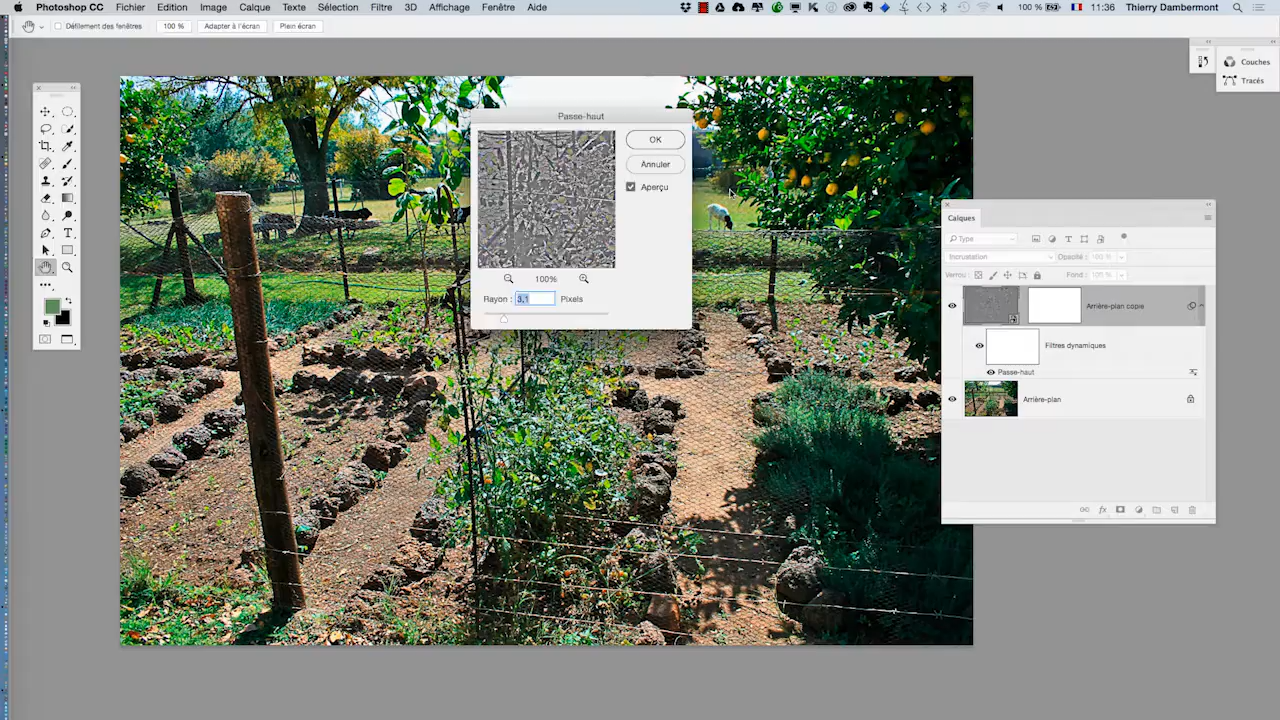 Photoshop CC Fichier Edition Image Calque Texte Sélection Filtre 3D Affichage Fenêtre Aide 100 % 11:36 Thierry Dambermont
Défilement des fenêtres 100 % Adapter à l'écran Plein écran
Couches
Tracés
Passe-haut
OK
Annuler
Aperçu
100%
Rayon : 3,1 Pixels
Calques
Type
Incrustation Opacité : 100 %
Verrou : Fond : 100 %
Arrière-plan copie
Filtres dynamiques
Passe-haut
Arrière-plan